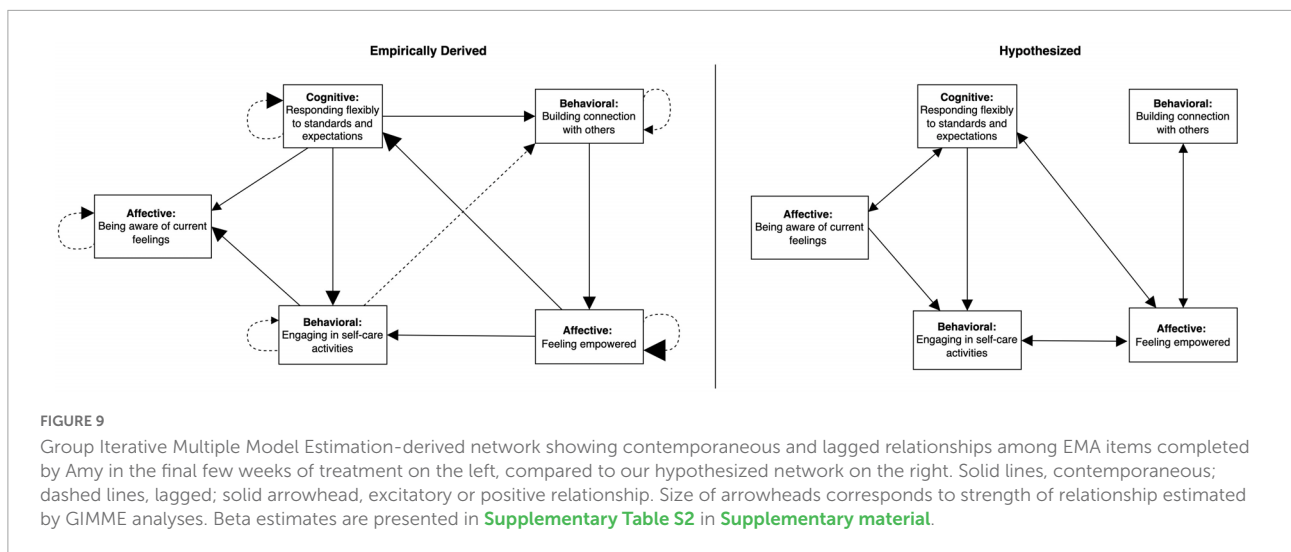 Empirically Derived
Cognitive:
Responding flexibly
to standards and
expectations
Behavioral:
Building connection
with others
Affective:
Being aware of current
feelings
Behavioral:
Engaging in self-care
activities
Affective:
Feeling empowered
Hypothesized
Cognitive:
Responding flexibly
to standards and
expectations
Behavioral:
Building connection
with others
Affective:
Being aware of current
feelings
Behavioral:
Engaging in self-care
activities
Affective:
Feeling empowered
FIGURE 9
Group Iterative Multiple Model Estimation-derived network showing contemporaneous and lagged relationships among EMA items completed
by Amy in the final few weeks of treatment on the left, compared to our hypothesized network on the right. Solid lines, contemporaneous;
dashed lines, lagged; solid arrowhead, excitatory or positive relationship. Size of arrowheads corresponds to strength of relationship estimated
by GIMME analyses. Beta estimates are presented in Supplementary Table S2 in Supplementary material.